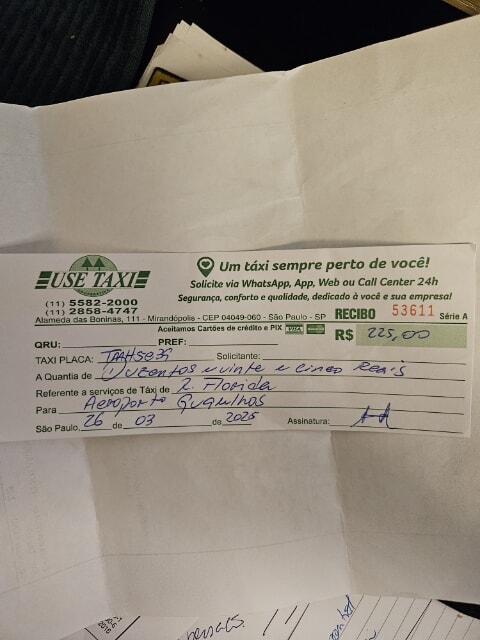 USE TAXI
Um táxi sempre perto de você!
Solicite via WhatsApp, App, Web ou Call Center 24h
Segurança, conforto e qualidade, dedicado à você e sua empresa!
(11) 5582-2000
(11) 2858-4747
RECIBO 53611 Série A
Alameda das Boninas, 111 - Mirandópolis - CEP 04049-060 - São Paulo - SP
Aceitamos Cartões de crédito e PIX
R$ 225,00
QRU: PREF:
TAXI PLACA: Solicitante:
A Quantia de Duzentos e vinte e cinco reais
Referente a serviços de Táxi de R. Florida
Para Aeroporto Guarulhos
São Paulo, 26 de 03 de 2025 Assinatura: